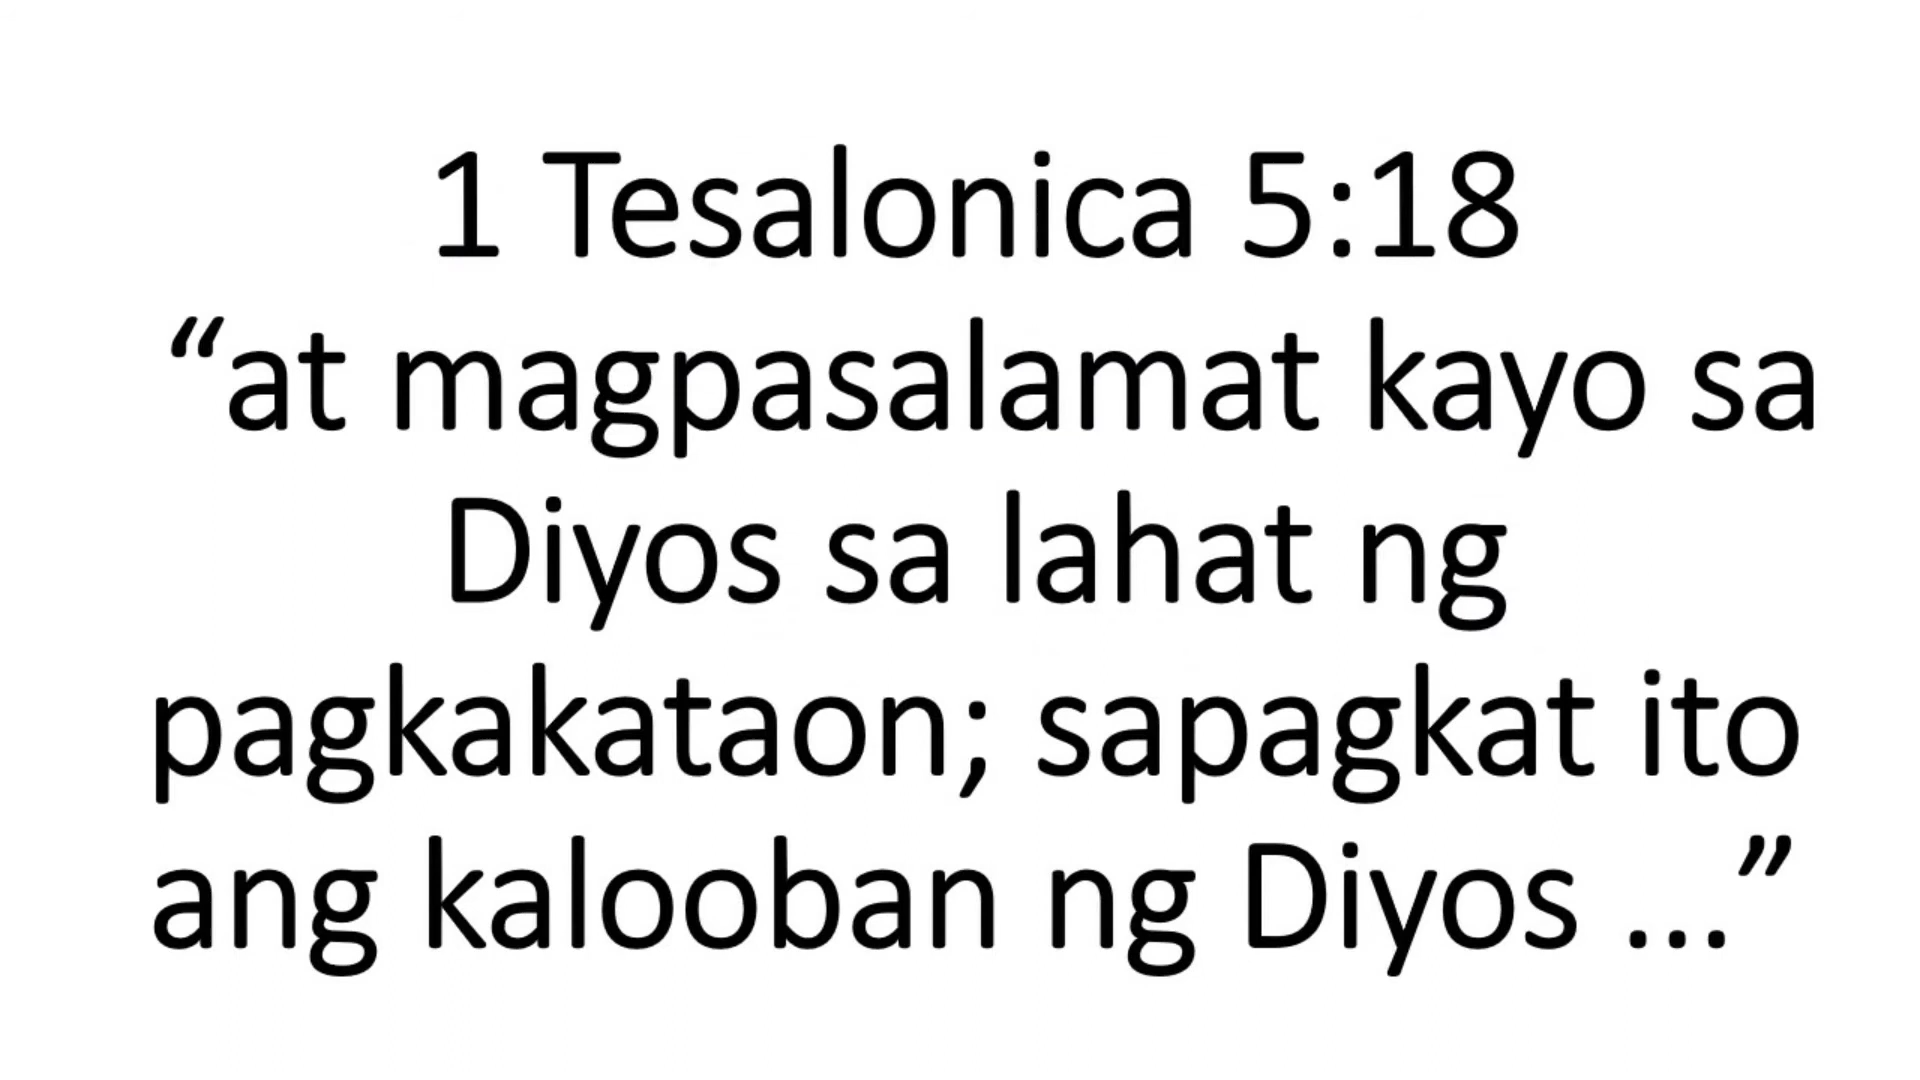 1 Tesalonica 5:18
“at magpasalamat kayo sa
Diyos sa lahat ng
pagkakataon; sapagkat ito
ang kalooban ng Diyos ...”